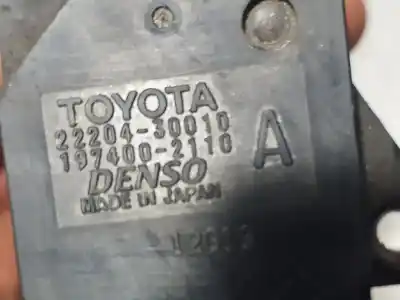 TOYOTA
22204-30010
197400-2110
A
DENSO
MADE IN JAPAN